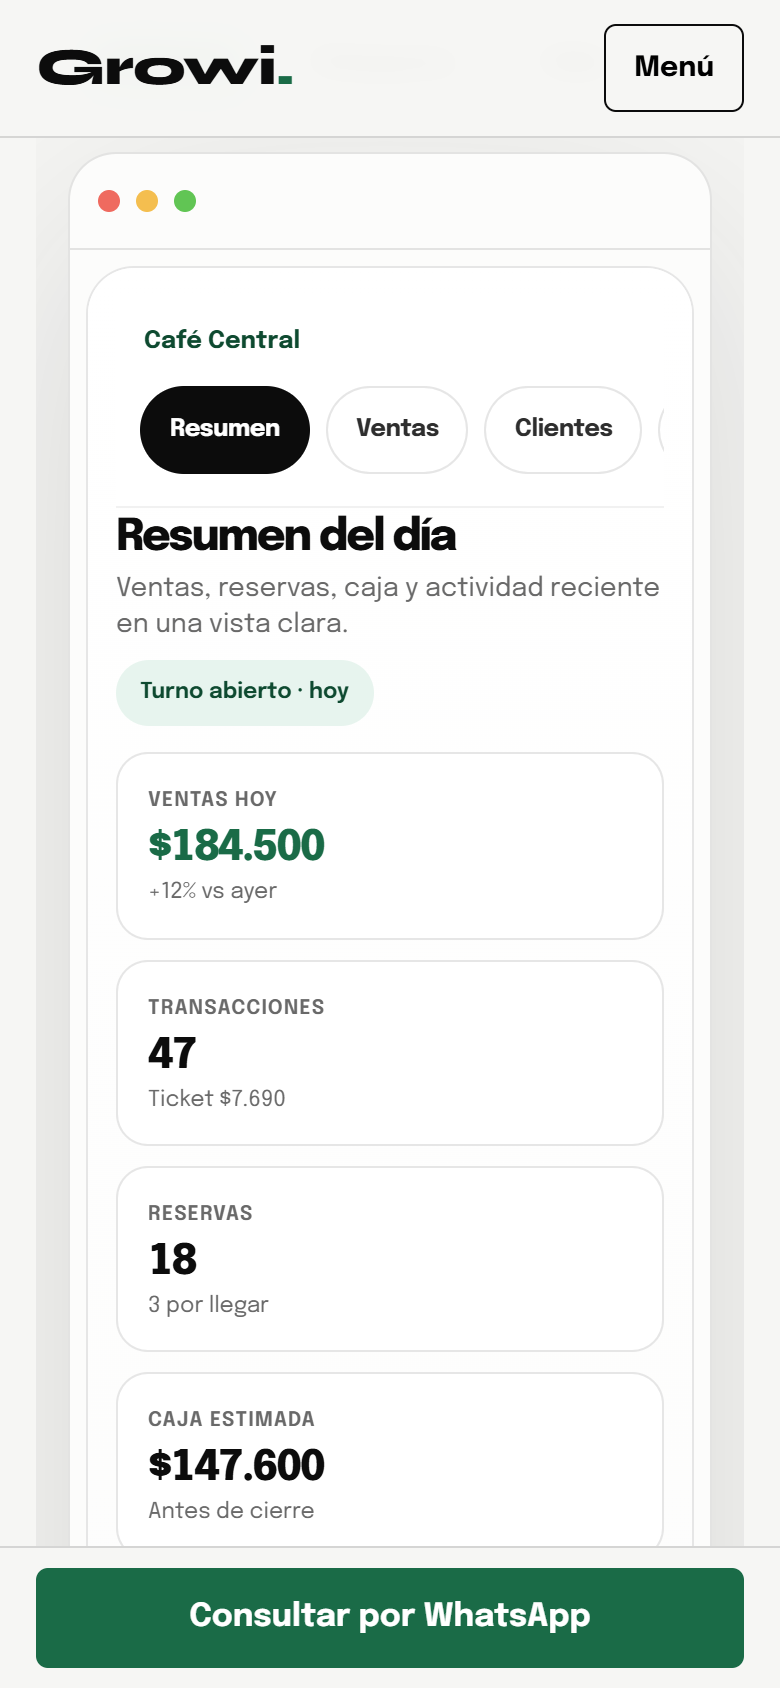 Growi.
Menú
Café Central
Resumen
Ventas
Clientes
Resumen del día
Ventas, reservas, caja y actividad reciente
en una vista clara.
Turno abierto · hoy
VENTAS HOY
$184.500
+12% vs ayer
TRANSACCIONES
47
Ticket $7.690
RESERVAS
18
3 por llegar
CAJA ESTIMADA
$147.600
Antes de cierre
Consultar por WhatsApp